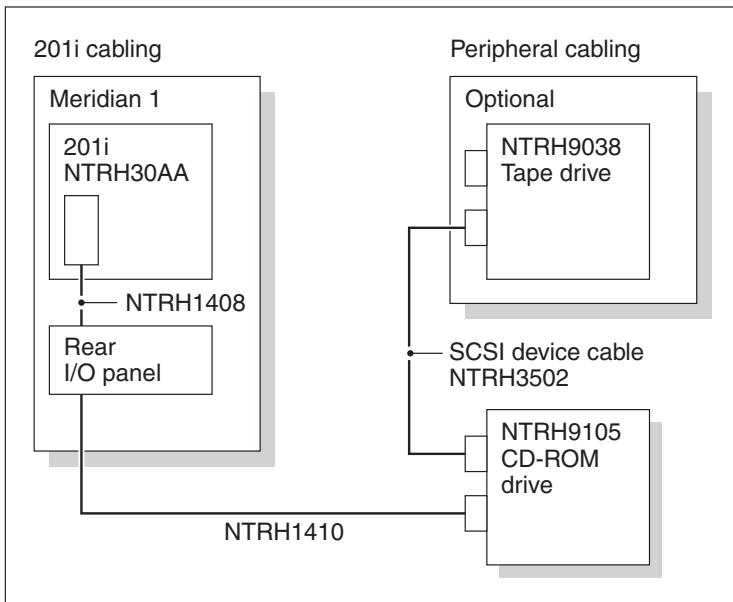 201i cabling
Meridian 1
201i
NTRH30AA
NTRH1408
Rear
I/O panel
NTRH1410
Peripheral cabling
Optional
NTRH9038
Tape drive
SCSI device cable
NTRH3502
NTRH9105
CD-ROM
drive